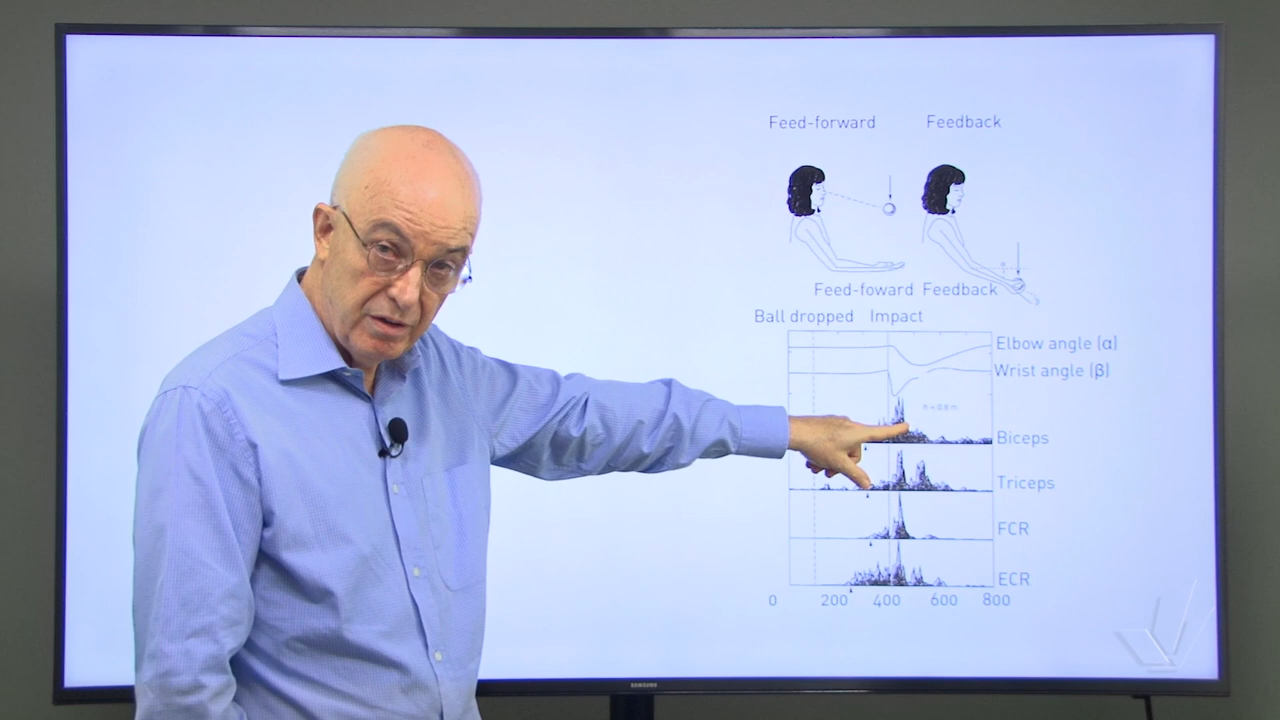 Feed-forward Feedback
Feed-foward Feedback
Ball dropped Impact
Elbow angle (α)
Wrist angle (β)
Biceps
Triceps
FCR
ECR
0 200 400 600 800
SAMSUNG